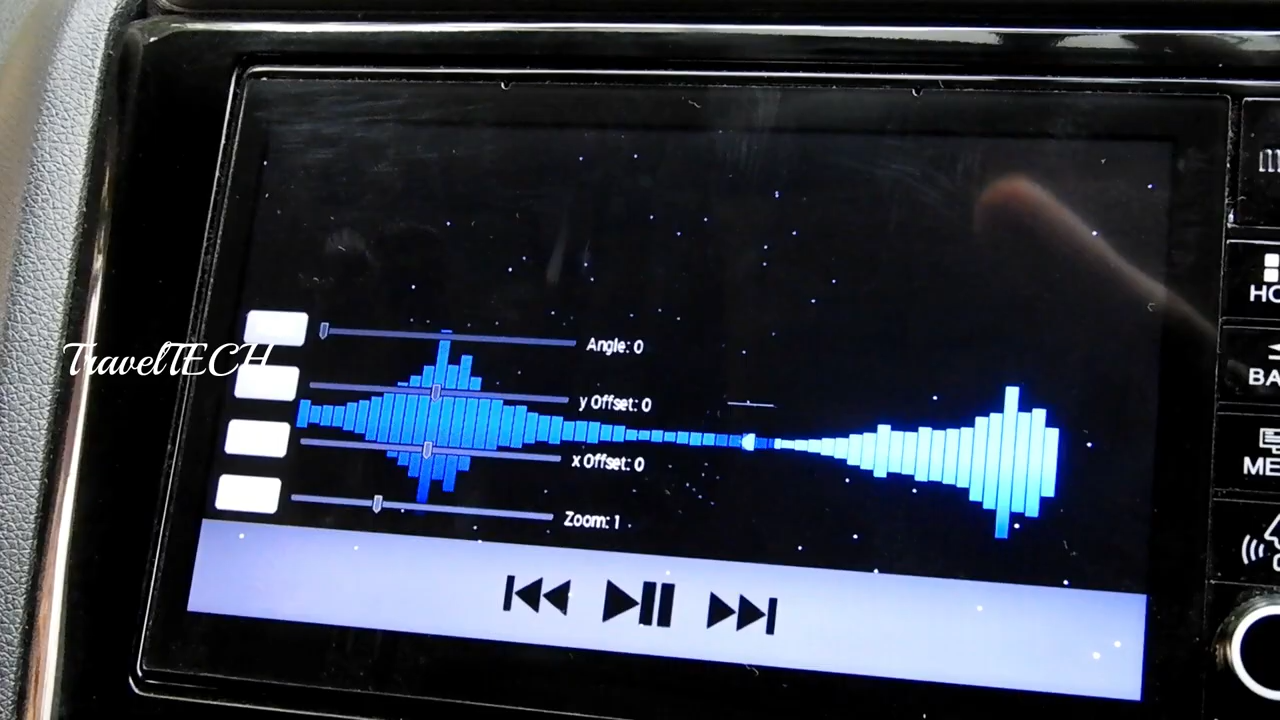 Angle: 0
TravelTECH
y Offset: 0
x Offset: 0
Zoom: 1
HO
BA
ME